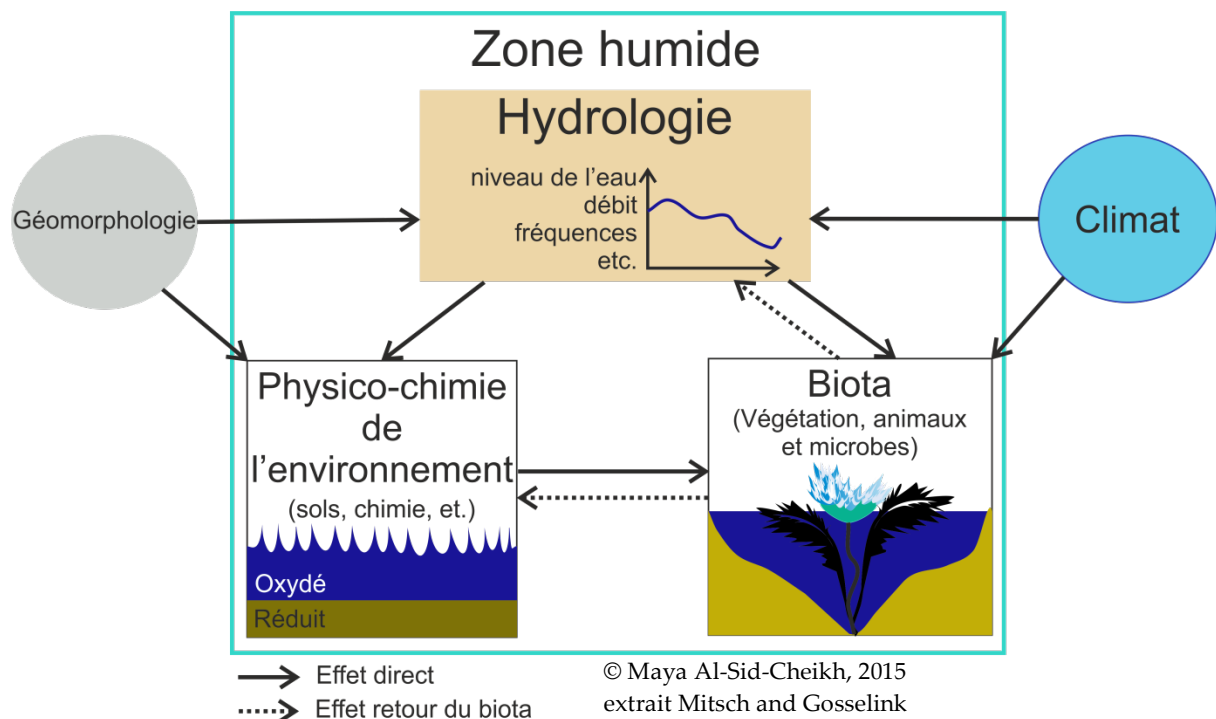 Zone humide
Hydrologie
niveau de l'eau
débit
fréquences
etc.
Géomorphologie
Climat
Physico-chimie
de
l'environnement
(sols, chimie, et.)
Oxydé
Réduit
Biota
(Végétation, animaux
et microbes)
Effet direct
Effet retour du biota
© Maya Al-Sid-Cheikh, 2015
extrait Mitsch and Gosselink